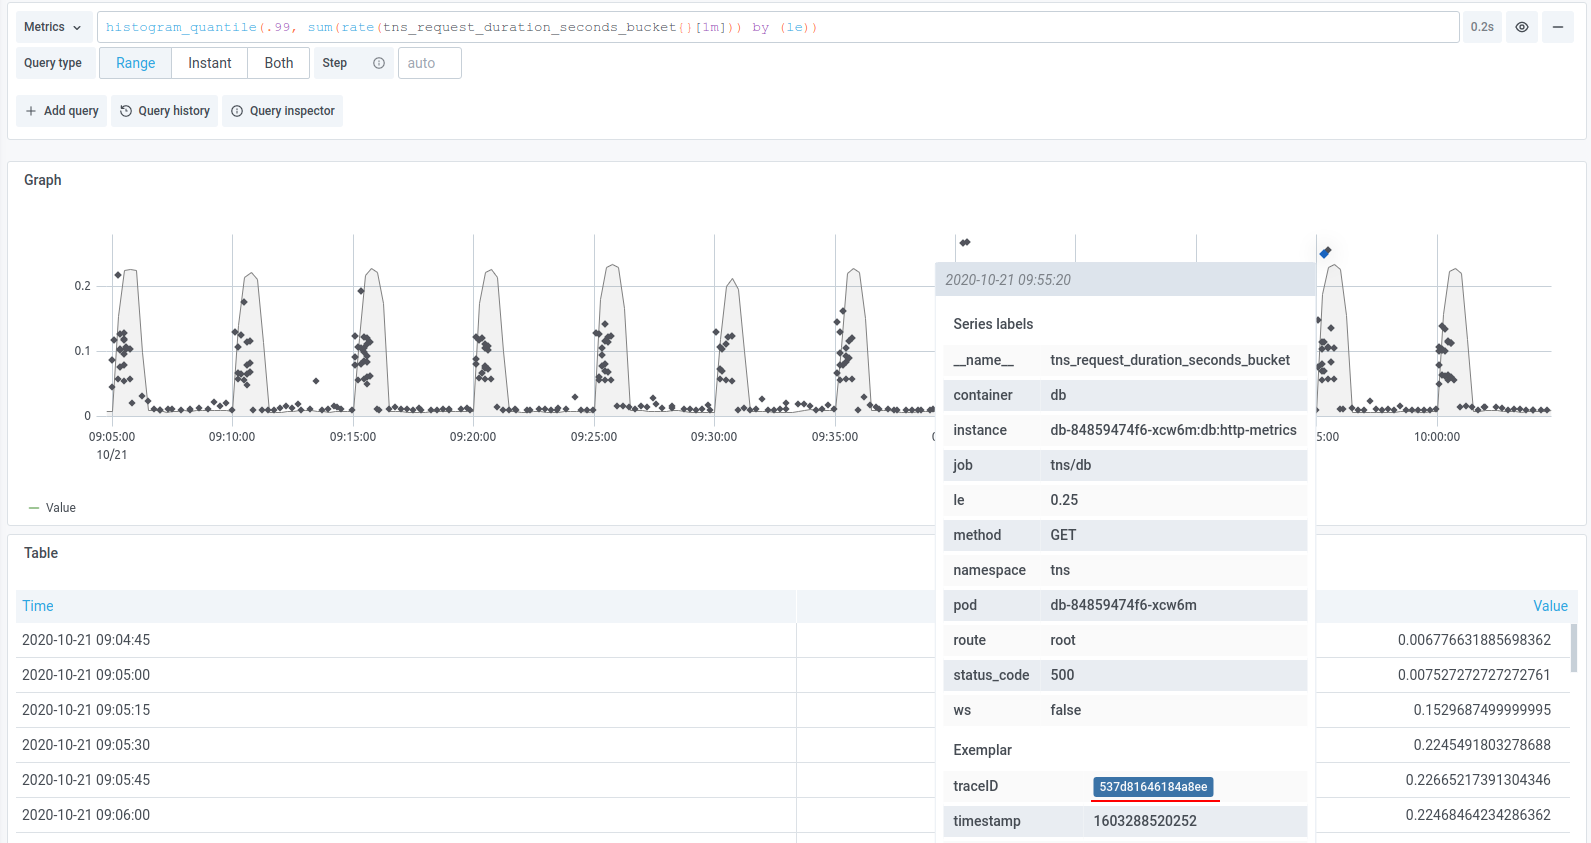 Metrics histogram_quantile(.99, sum(rate(tns_request_duration_seconds_bucket{}[1m])) by (le)) 0.2s
Query type Range Instant Both Step auto
Add query Query history Query inspector
Graph
0.2
0.1
0
09:05:00 09:10:00 09:15:00 09:20:00 09:25:00 09:30:00 09:35:00 5:00 10:00:00
10/21
Value
2020-10-21 09:55:20
Series labels
__name__ tns_request_duration_seconds_bucket
container db
instance db-84859474f6-xcw6m:db:http-metrics
job tns/db
le 0.25
method GET
namespace tns
pod db-84859474f6-xcw6m
route root
status_code 500
ws false
Exemplar
traceID 537d81646184a8ee
timestamp 1603288520252
Table
Time Value
2020-10-21 09:04:45 0.006776631885698362
2020-10-21 09:05:00 0.007527272727272761
2020-10-21 09:05:15 0.1529687499999995
2020-10-21 09:05:30 0.2245491803278688
2020-10-21 09:05:45 0.22665217391304346
2020-10-21 09:06:00 0.22468464234286362